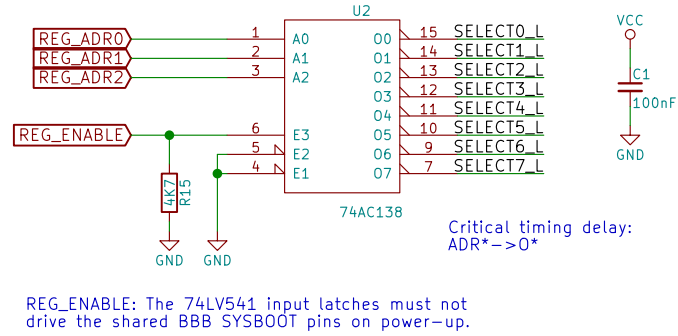 U2
VCC
REG_ADR0 1 A0 O0 15 SELECT0_L
REG_ADR1 2 A1 O1 14 SELECT1_L
REG_ADR2 3 A2 O2 13 SELECT2_L
O3 12 SELECT3_L
O4 11 SELECT4_L
REG_ENABLE 6 E3 O5 10 SELECT5_L
5 E2 O6 9 SELECT6_L
4 E1 O7 7 SELECT7_L
C1
100nF
GND
4K7
R15
GND
GND
74AC138
Critical timing delay:
ADR*->O*
REG_ENABLE: The 74LV541 input latches must not
drive the shared BBB SYSBOOT pins on power-up.